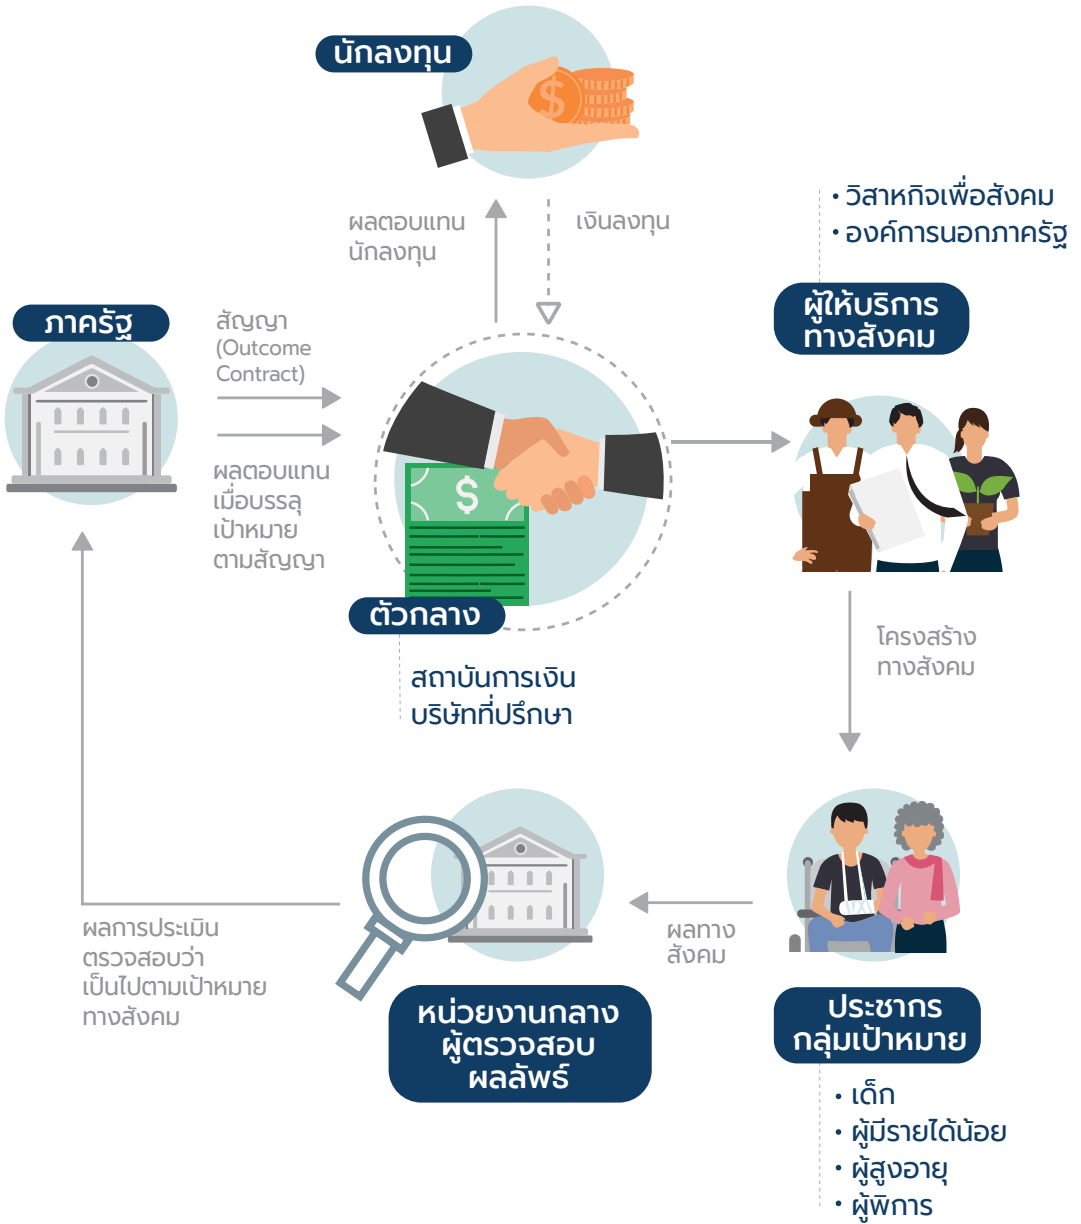 นักลงทุน
ผลตอบแทน
นักลงทุน
เงินลงทุน
• วิสาหกิจเพื่อสังคม
• องค์การนอกภาครัฐ
ผู้ให้บริการ
ทางสังคม
ภาครัฐ
สัญญา
(Outcome
Contract)
ผลตอบแทน
เมื่อบรรลุ
เป้าหมาย
ตามสัญญา
$
$
ตัวกลาง
สถาบันการเงิน
บริษัทที่ปรึกษา
โครงสร้าง
ทางสังคม
ผลทาง
สังคม
ผลการประเมิน
ตรวจสอบว่า
เป็นไปตามเป้าหมาย
ทางสังคม
หน่วยงานกลาง
ผู้ตรวจสอบ
ผลลัพธ์
ประชากร
กลุ่มเป้าหมาย
• เด็ก
• ผู้มีรายได้น้อย
• ผู้สูงอายุ
• ผู้พิการ